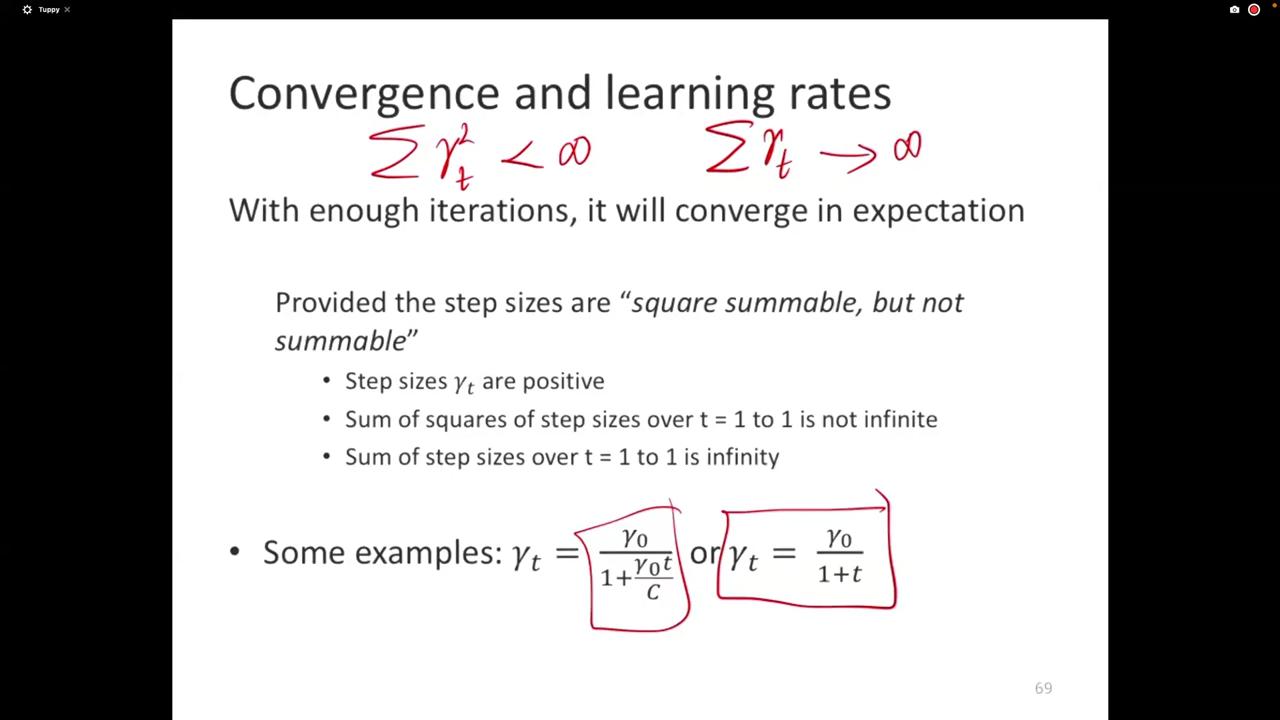 Tuppy
Convergence and learning rates
∑ γ_t^2 < ∞ ∑ γ_t → ∞
With enough iterations, it will converge in expectation
Provided the step sizes are “square summable, but not
summable”
• Step sizes γ_t are positive
• Sum of squares of step sizes over t = 1 to 1 is not infinite
• Sum of step sizes over t = 1 to 1 is infinity
• Some examples: γ_t = γ_0 / (1+ γ_0 t / C) or γ_t = γ_0 / (1+t)
69